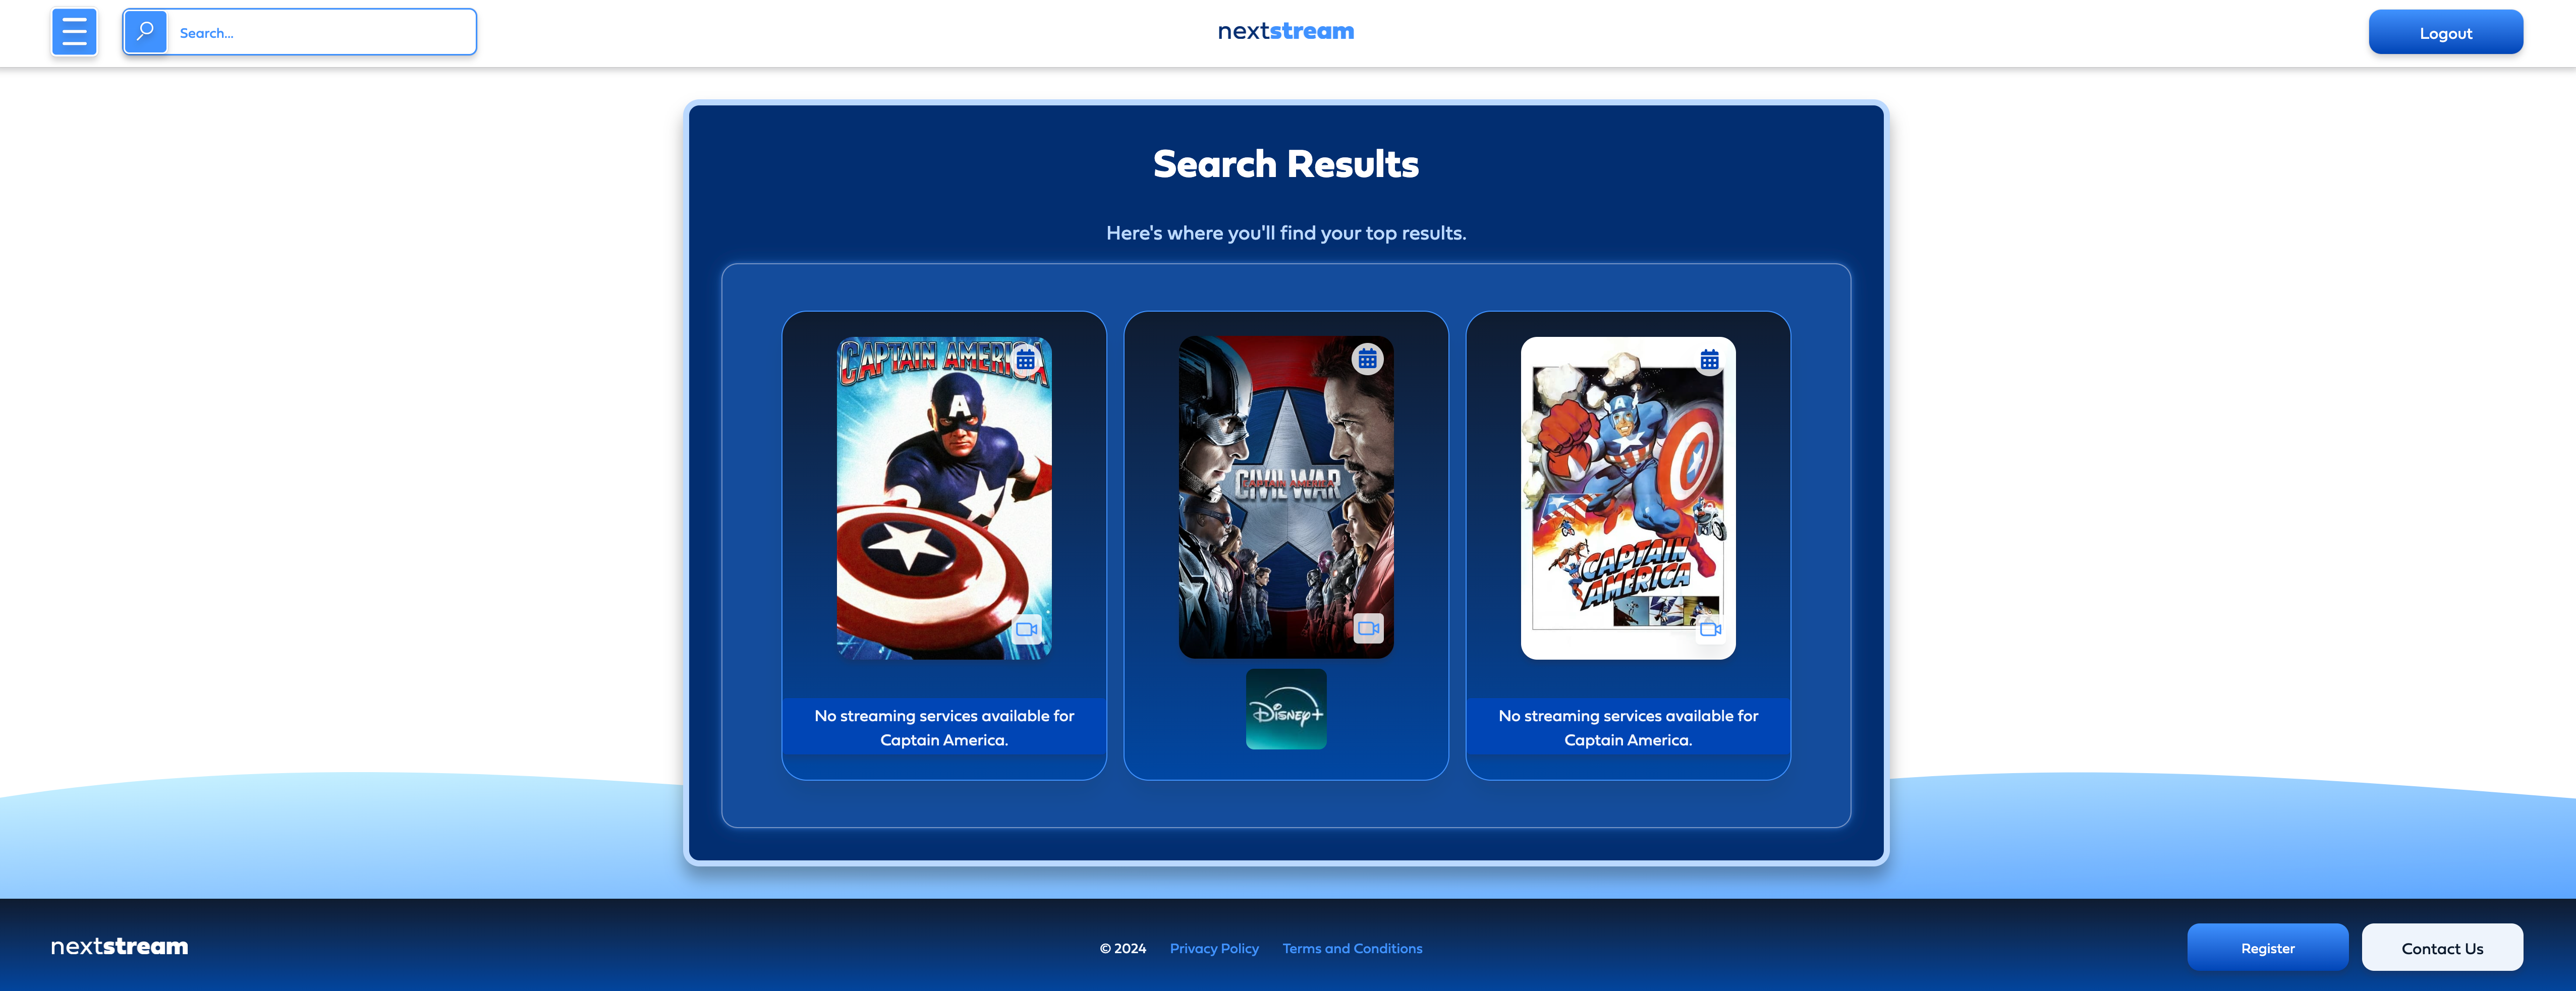 Search...
nextstream
Logout
Search Results
Here's where you'll find your top results.
CAPTAIN AMERICA
A
No streaming services available for
Captain America.
CIVIL WAR
CAPTAIN AMERICA
Disney+
A
CAPTAIN
AMERICA
No streaming services available for
Captain America.
nextstream
© 2024
Privacy Policy
Terms and Conditions
Register
Contact Us